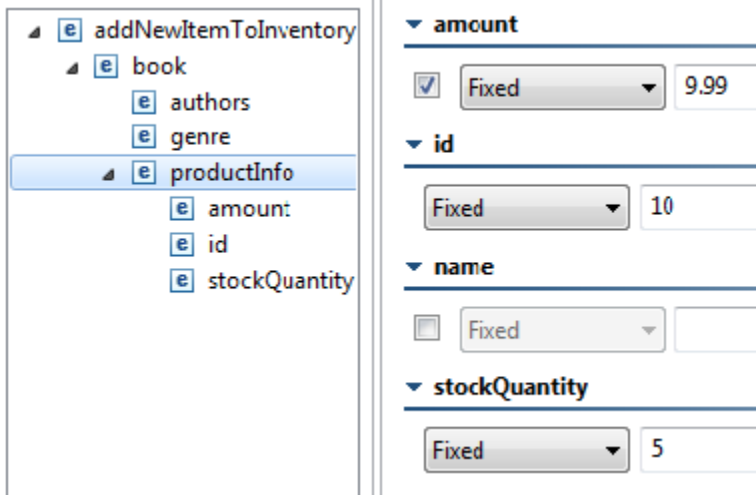 e addNewItemToInventory
e book
e authors
e genre
e productInfo
e amount
e id
e stockQuantity
amount
Fixed 9.99
id
Fixed 10
name
Fixed
stockQuantity
Fixed 5